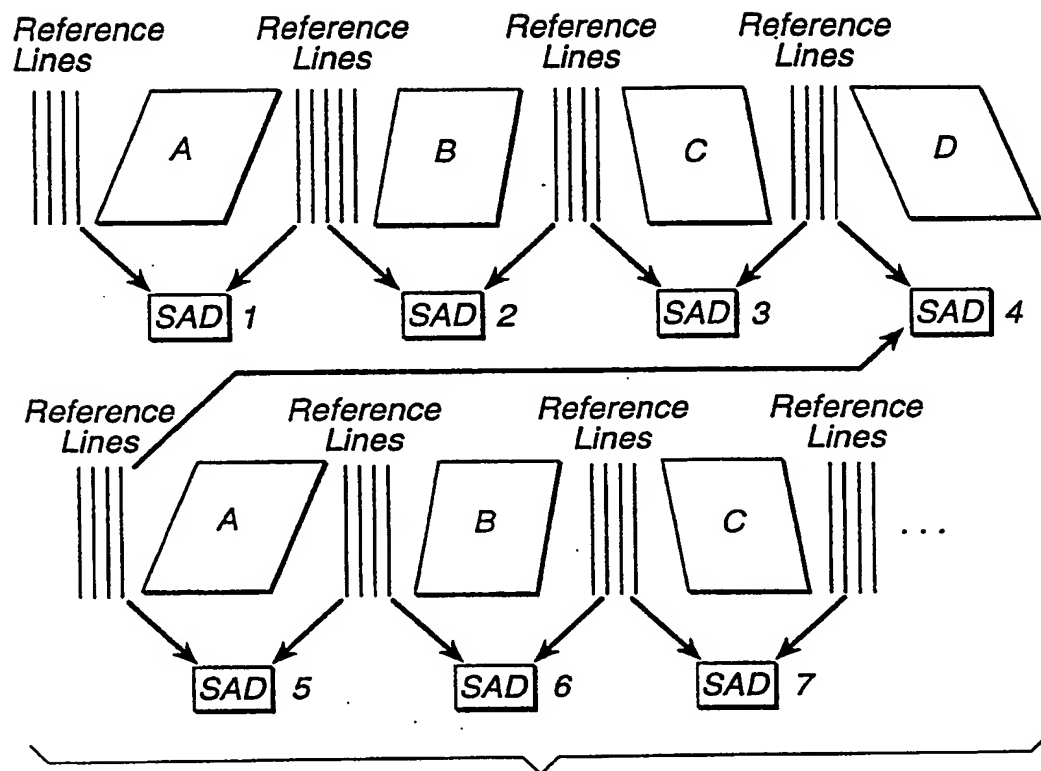 Reference Lines
Reference Lines
Reference Lines
Reference Lines
A
B
C
D
SAD 1
SAD 2
SAD 3
SAD 4
Reference Lines
Reference Lines
Reference Lines
Reference Lines
A
B
C
...
SAD 5
SAD 6
SAD 7